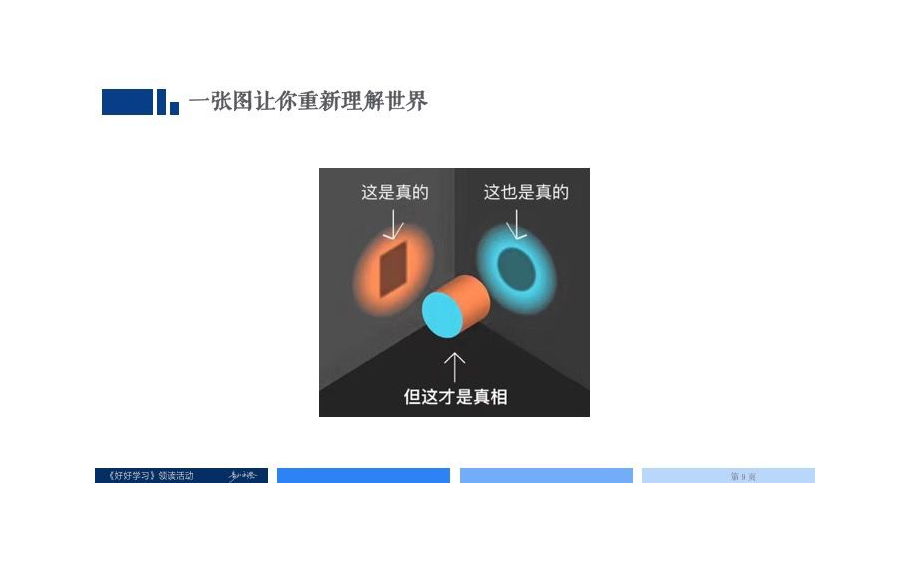 一张图让你重新理解世界
这是真的
这也是真的
但这才是真相
《好好学习》领读活动
第 9 页